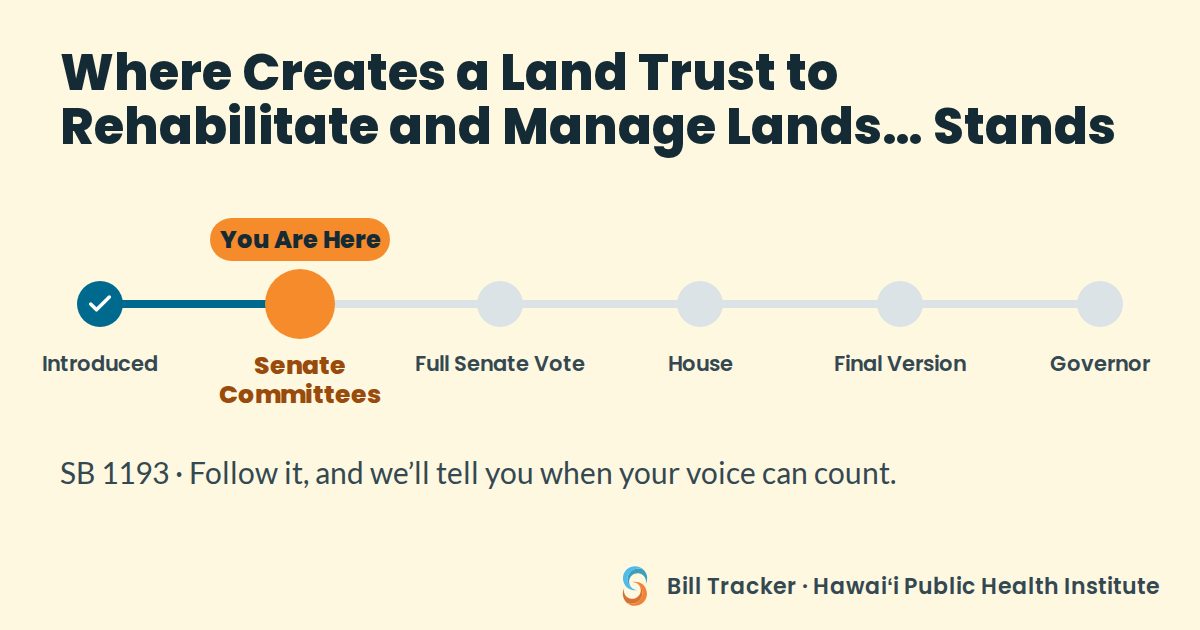 Where Creates a Land Trust to
Rehabilitate and Manage Lands... Stands
You Are Here
Introduced
Senate
Committees
Full Senate Vote
House
Final Version
Governor
SB 1193 · Follow it, and we’ll tell you when your voice can count.
Bill Tracker · Hawaiʻi Public Health Institute